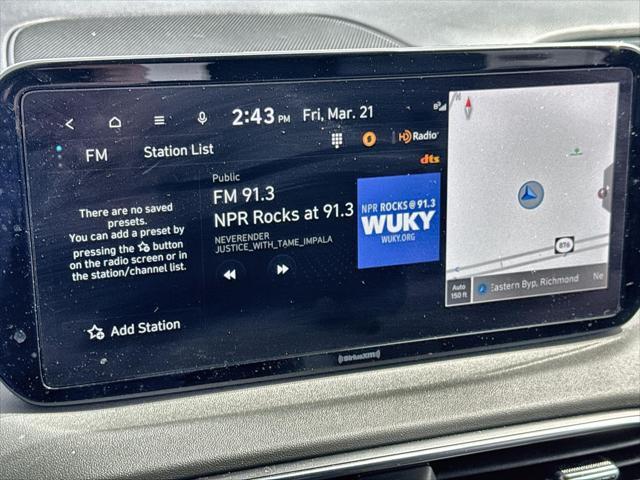 2:43 PM Fri, Mar. 21
FM Station List
HD Radio
dts
There are no saved
presets.
You can add a preset by
pressing the button
on the radio screen or in
the station/channel list.
Add Station
Public
FM 91.3
NPR Rocks at 91.3
NEVERENDER
JUSTICE_WITH_TAME_IMPALA
NPR ROCKS@91.3
WUKY
WUKY.ORG
N
876
Auto
150 ft
Eastern Byp, Richmond Ne
((SiriusXM))